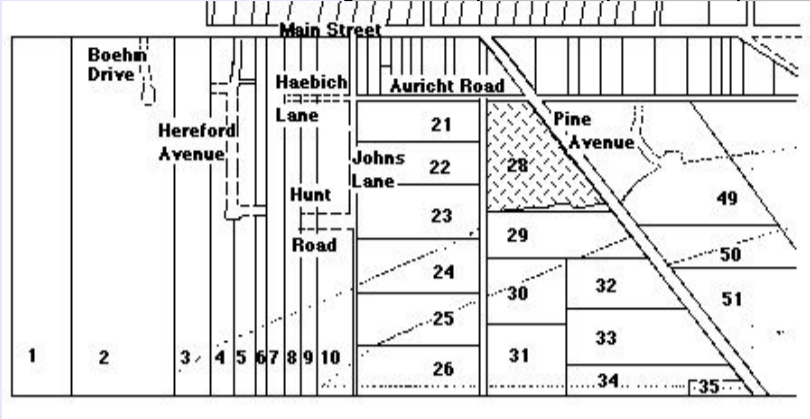 Main Street
Boehm
Drive
Haebich
Lane
Auricht Road
Hereford
Avenue
Pine
Avenue
Johns
Lane
Hunt
Road
21
22
23
24
25
26
28
29
30
31
32
33
34
35
49
50
51
1
2
3
4
5
6
7
8
9
10